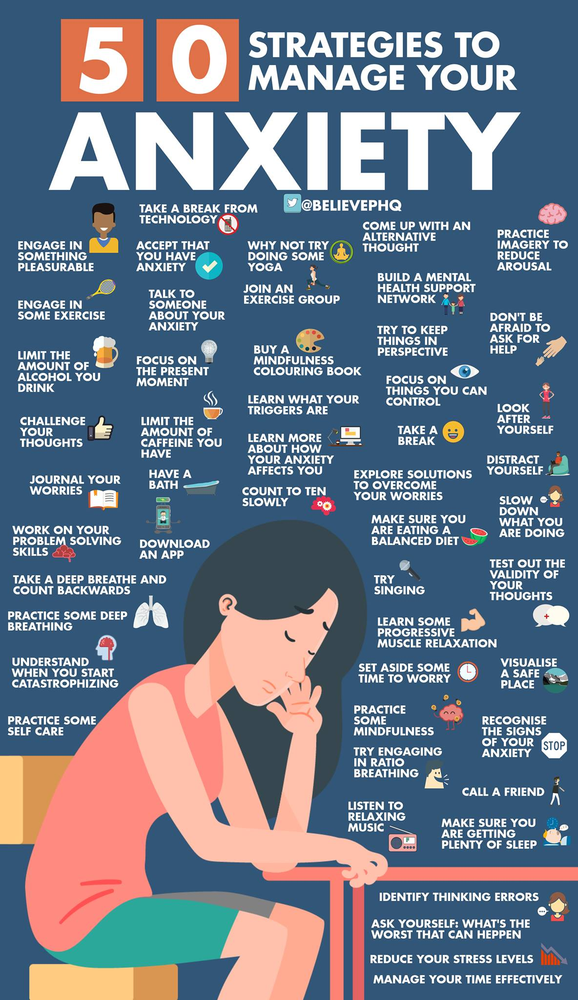 50
STRATEGIES TO
MANAGE YOUR
ANXIETY
@BELIEVEPHQ
ENGAGE IN
SOMETHING
PLEASURABLE
ENGAGE IN
SOME EXERCISE
LIMIT THE
AMOUNT OF
ALCOHOL YOU
DRINK
CHALLENGE
YOUR
THOUGHTS
JOURNAL YOUR
WORRIES
WORK ON YOUR
PROBLEM SOLVING
SKILLS
TAKE A DEEP BREATHE AND
COUNT BACKWARDS
PRACTICE SOME DEEP
BREATHING
UNDERSTAND
WHEN YOU START
CATASTROPHIZING
PRACTICE SOME
SELF CARE
TAKE A BREAK FROM
TECHNOLOGY
ACCEPT THAT
YOU HAVE
ANXIETY
TALK TO
SOMEONE
ABOUT YOUR
ANXIETY
FOCUS ON
THE PRESENT
MOMENT
LIMIT THE
AMOUNT OF
CAFFEINE YOU
HAVE
HAVE A
BATH
DOWNLOAD
AN APP
WHY NOT TRY
DOING SOME
YOGA
JOIN AN
EXERCISE GROUP
BUY A
MINDFULNESS
COLOURING BOOK
LEARN WHAT YOUR
TRIGGERS ARE
LEARN MORE
ABOUT HOW
YOUR ANXIETY
AFFECTS YOU
COUNT TO TEN
SLOWLY
COME UP WITH AN
ALTERNATIVE
THOUGHT
BUILD A MENTAL
HEALTH SUPPORT
NETWORK
TRY TO KEEP
THINGS IN
PERSPECTIVE
FOCUS ON
THINGS YOU CAN
CONTROL
TAKE A
BREAK
EXPLORE SOLUTIONS
TO OVERCOME
YOUR WORRIES
MAKE SURE YOU
ARE EATING A
BALANCED DIET
TRY
SINGING
LEARN SOME
PROGRESSIVE
MUSCLE RELAXATION
SET ASIDE SOME
TIME TO WORRY
PRACTICE
SOME
MINDFULNESS
TRY ENGAGING
IN RATIO
BREATHING
LISTEN TO
RELAXING
MUSIC
PRACTICE
IMAGERY TO
REDUCE
AROUSAL
DON'T BE
AFRAID TO
ASK FOR
HELP
LOOK
AFTER
YOURSELF
DISTRACT
YOURSELF
SLOW
DOWN
WHAT YOU
ARE DOING
TEST OUT THE
VALIDITY OF
YOUR
THOUGHTS
VISUALISE
A SAFE
PLACE
RECOGNISE
THE SIGNS
OF YOUR
ANXIETY
STOP
CALL A FRIEND
MAKE SURE YOU
ARE GETTING
PLENTY OF SLEEP
IDENTIFY THINKING ERRORS
ASK YOURSELF: WHAT'S THE
WORST THAT CAN HEPPEN
REDUCE YOUR STRESS LEVELS
MANAGE YOUR TIME EFFECTIVELY